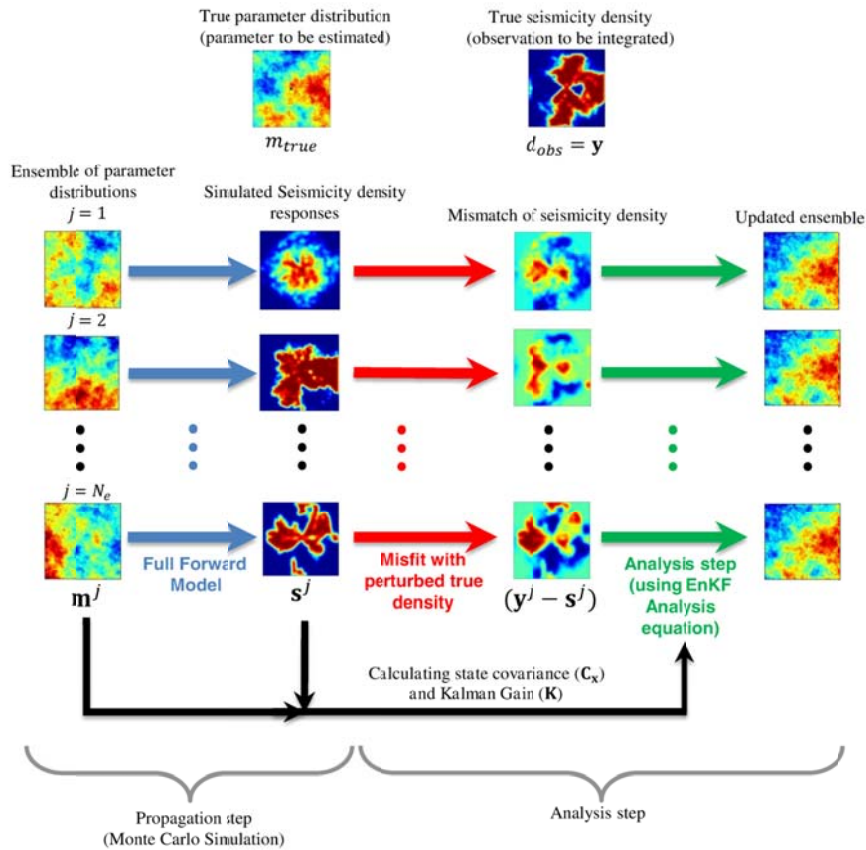 True parameter distribution
(parameter to be estimated)
True seismicity density
(observation to be integrated)
m_true
d_obs = y
Ensemble of parameter
distributions
Simulated Seismicity density
responses
Mismatch of seismicity density
Updated ensemble
j = 1
j = 2
j = N_e
m^j
Full Forward
Model
s^j
Misfit with
perturbed true
density
(y^j − s^j)
Analysis step
(using EnKF
Analysis
equation)
Calculating state covariance (C_x)
and Kalman Gain (K)
Propagation step
(Monte Carlo Simulation)
Analysis step